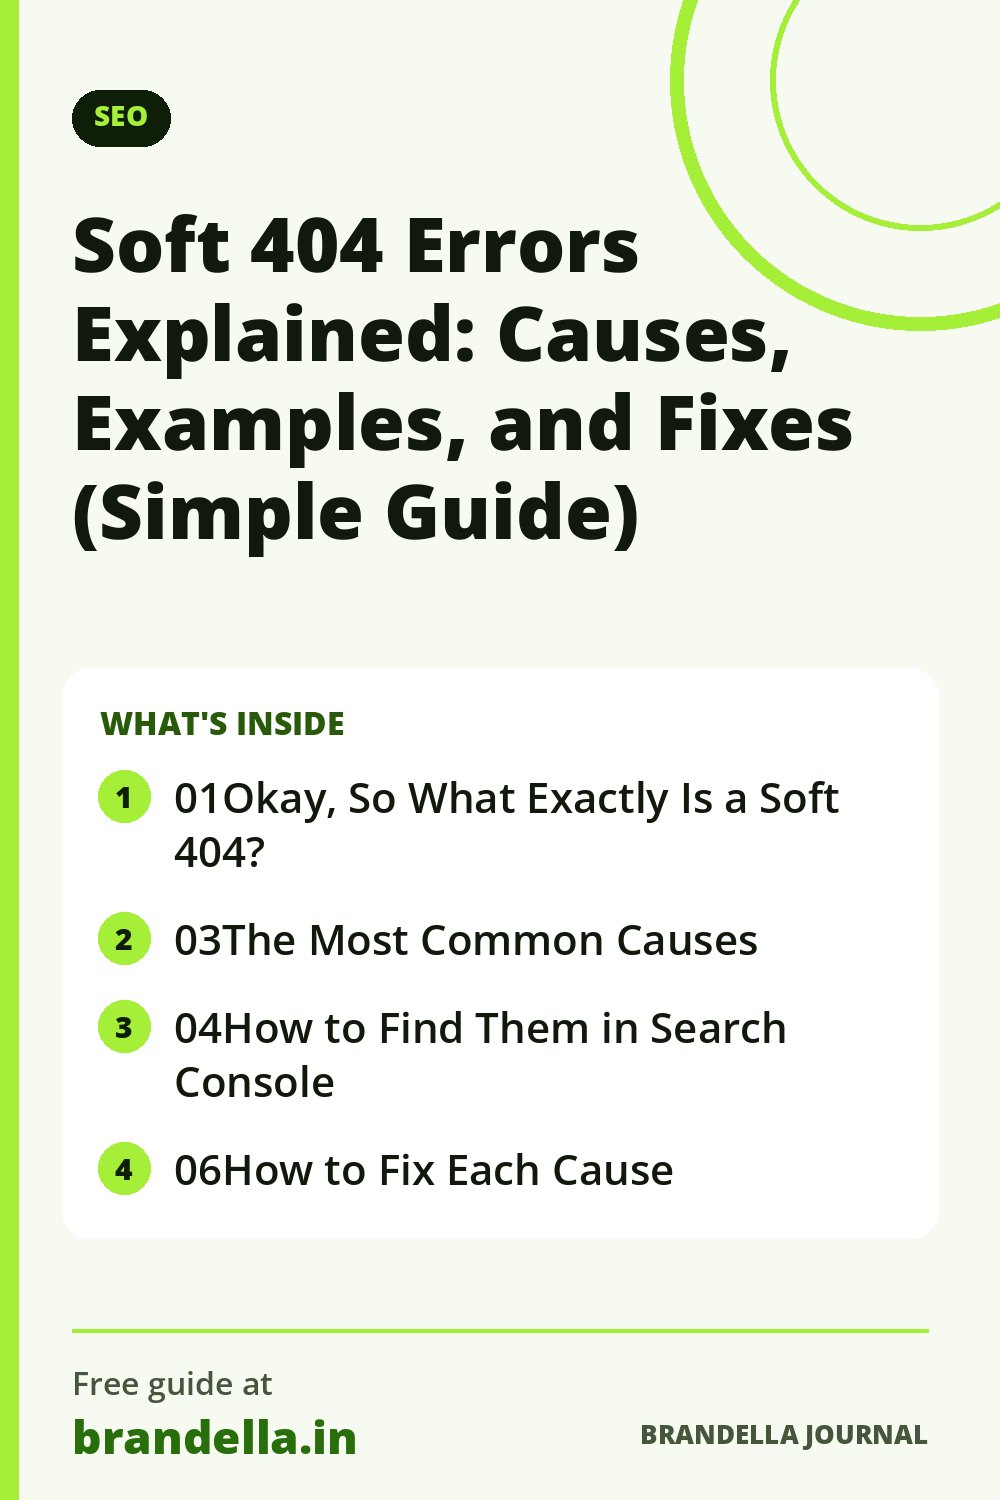 SEO
Soft 404 Errors
Explained: Causes,
Examples, and Fixes
(Simple Guide)
WHAT'S INSIDE
1 01Okay, So What Exactly Is a Soft
404?
2 03The Most Common Causes
3 04How to Find Them in Search
Console
4 06How to Fix Each Cause
Free guide at
brandella.in
BRANDELLA JOURNAL